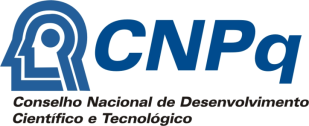 CNPq
Conselho Nacional de Desenvolvimento
Científico e Tecnológico